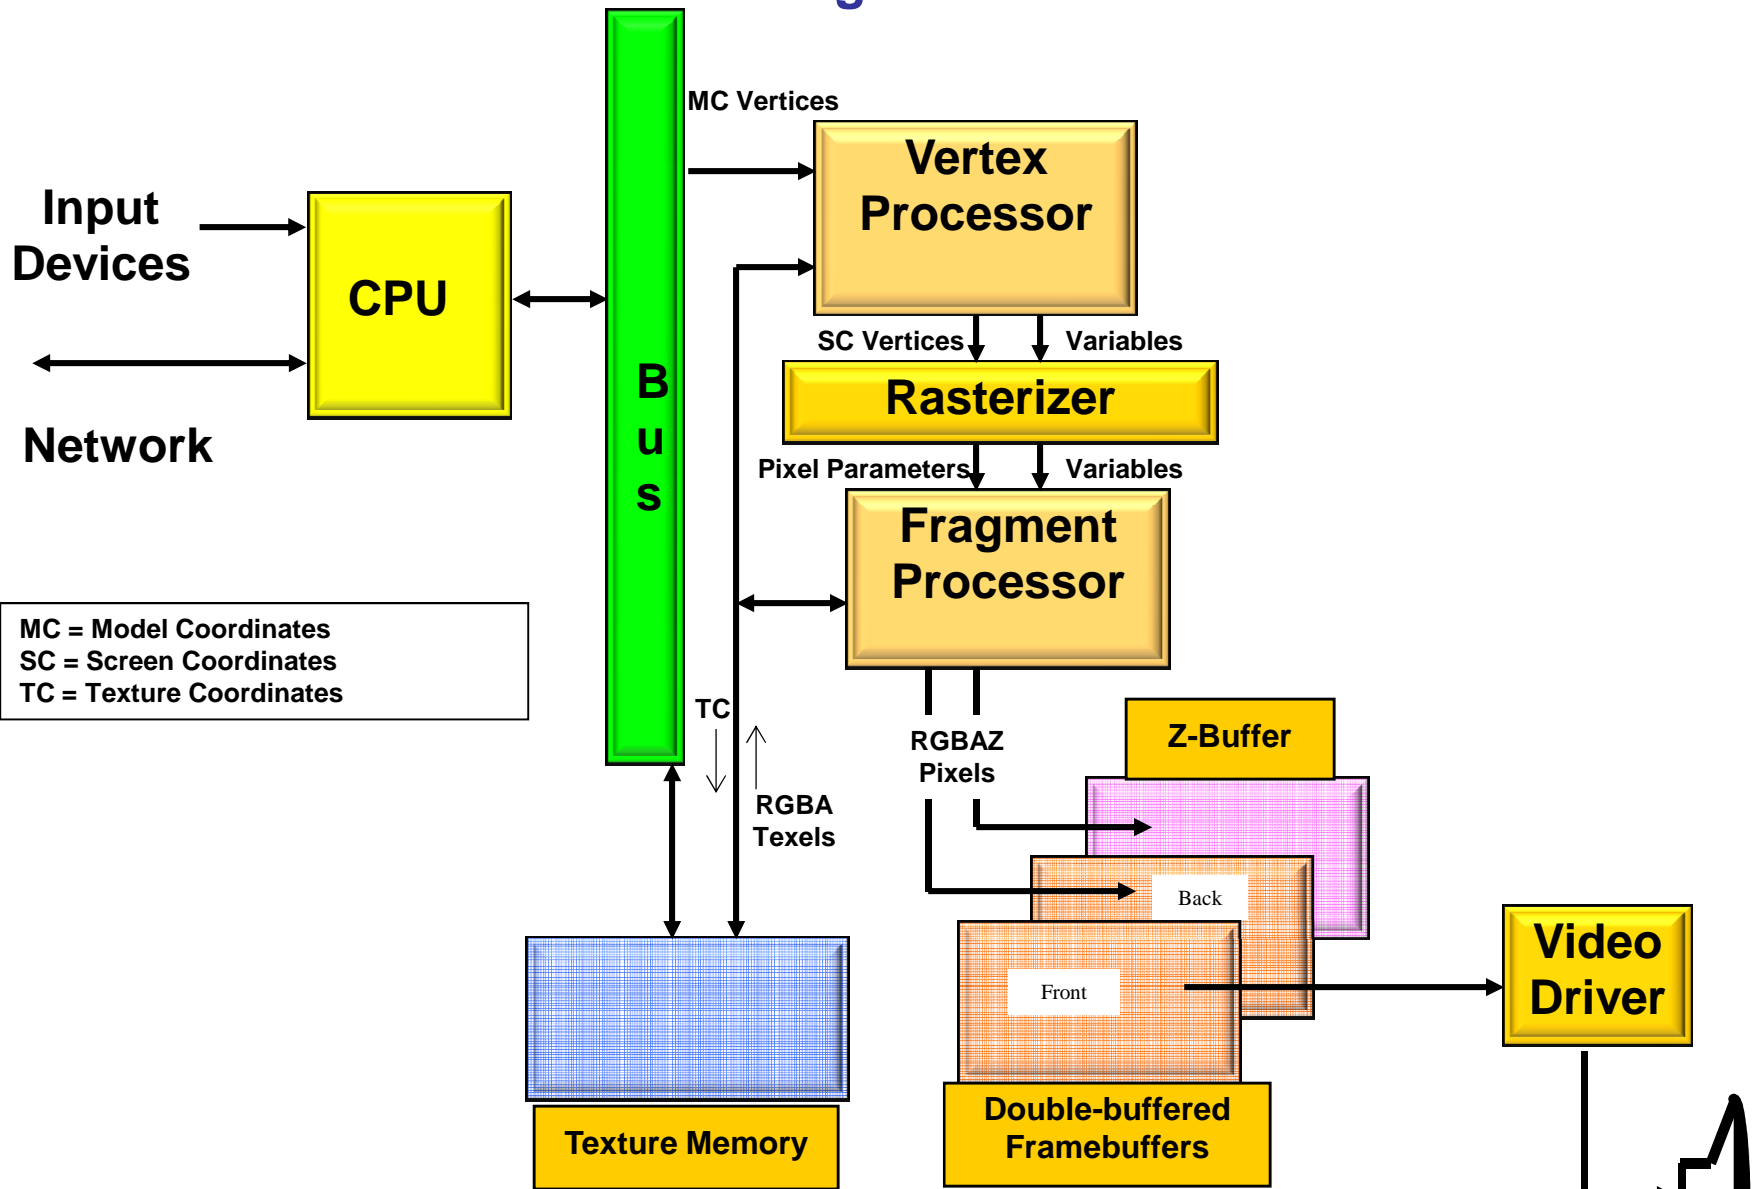 g
MC Vertices
Vertex
Processor
Input
Devices
CPU
B
u
s
SC Vertices
Variables
Rasterizer
Network
Pixel Parameters
Variables
Fragment
Processor
MC = Model Coordinates
SC = Screen Coordinates
TC = Texture Coordinates
TC
RGBA
Texels
RGBAZ
Pixels
Z-Buffer
Back
Front
Video
Driver
Texture Memory
Double-buffered
Framebuffers